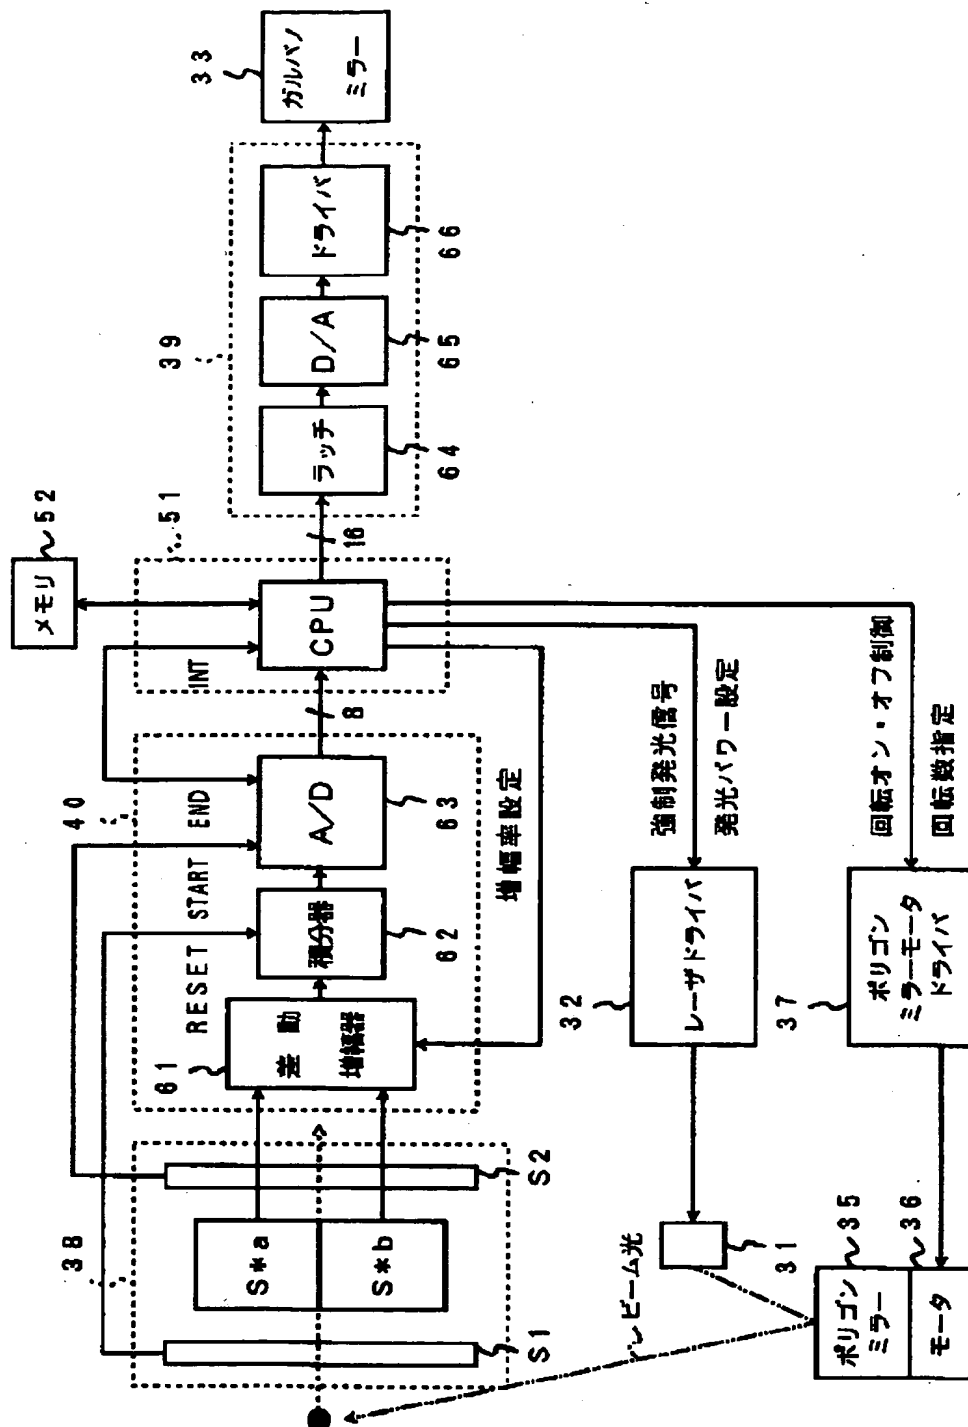 38
S1
S*a
S*b
S2
40
61
差動
増幅器
RESET
積分器
62
START
A/D
63
END
8
増幅率設定
INT
CPU
51
メモリ
52
16
39
ラッチ
64
D/A
65
ドライバ
66
33
ガルバノ
ミラー
ビーム光
31
32
レーザドライバ
強制発光信号
発光パワー設定
ポリゴン
ミラー
35
モータ
36
37
ポリゴン
ミラーモータ
ドライバ
回転オン・オフ制御
回転数指定